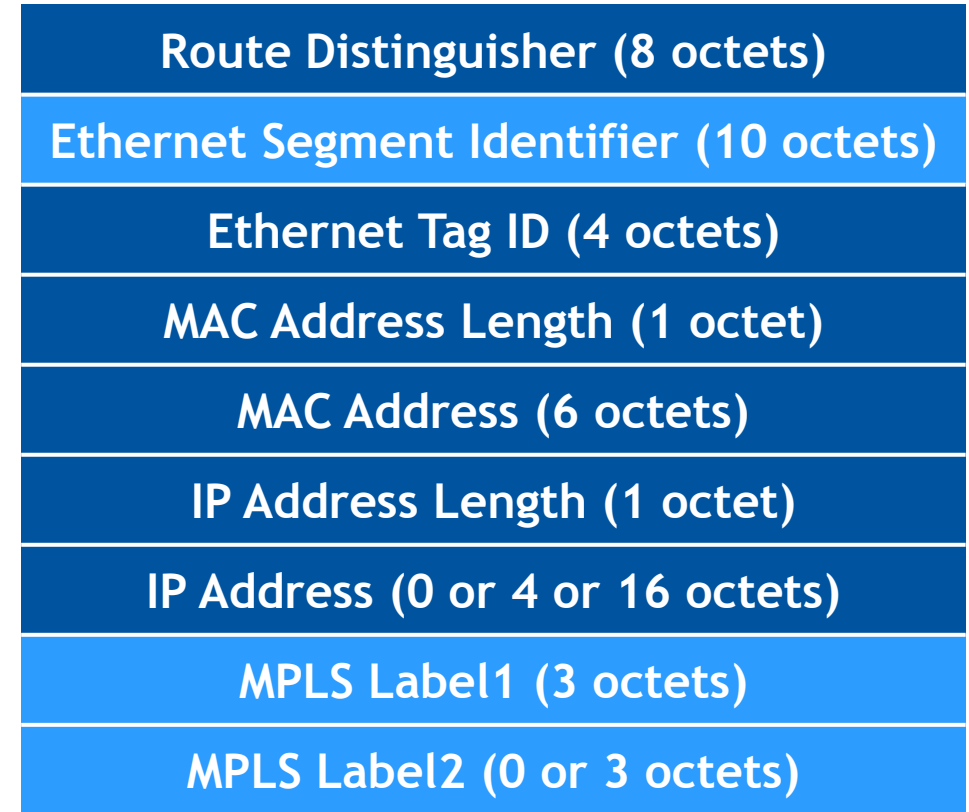 Route Distinguisher (8 octets)
Ethernet Segment Identifier (10 octets)
Ethernet Tag ID (4 octets)
MAC Address Length (1 octet)
MAC Address (6 octets)
IP Address Length (1 octet)
IP Address (0 or 4 or 16 octets)
MPLS Label1 (3 octets)
MPLS Label2 (0 or 3 octets)